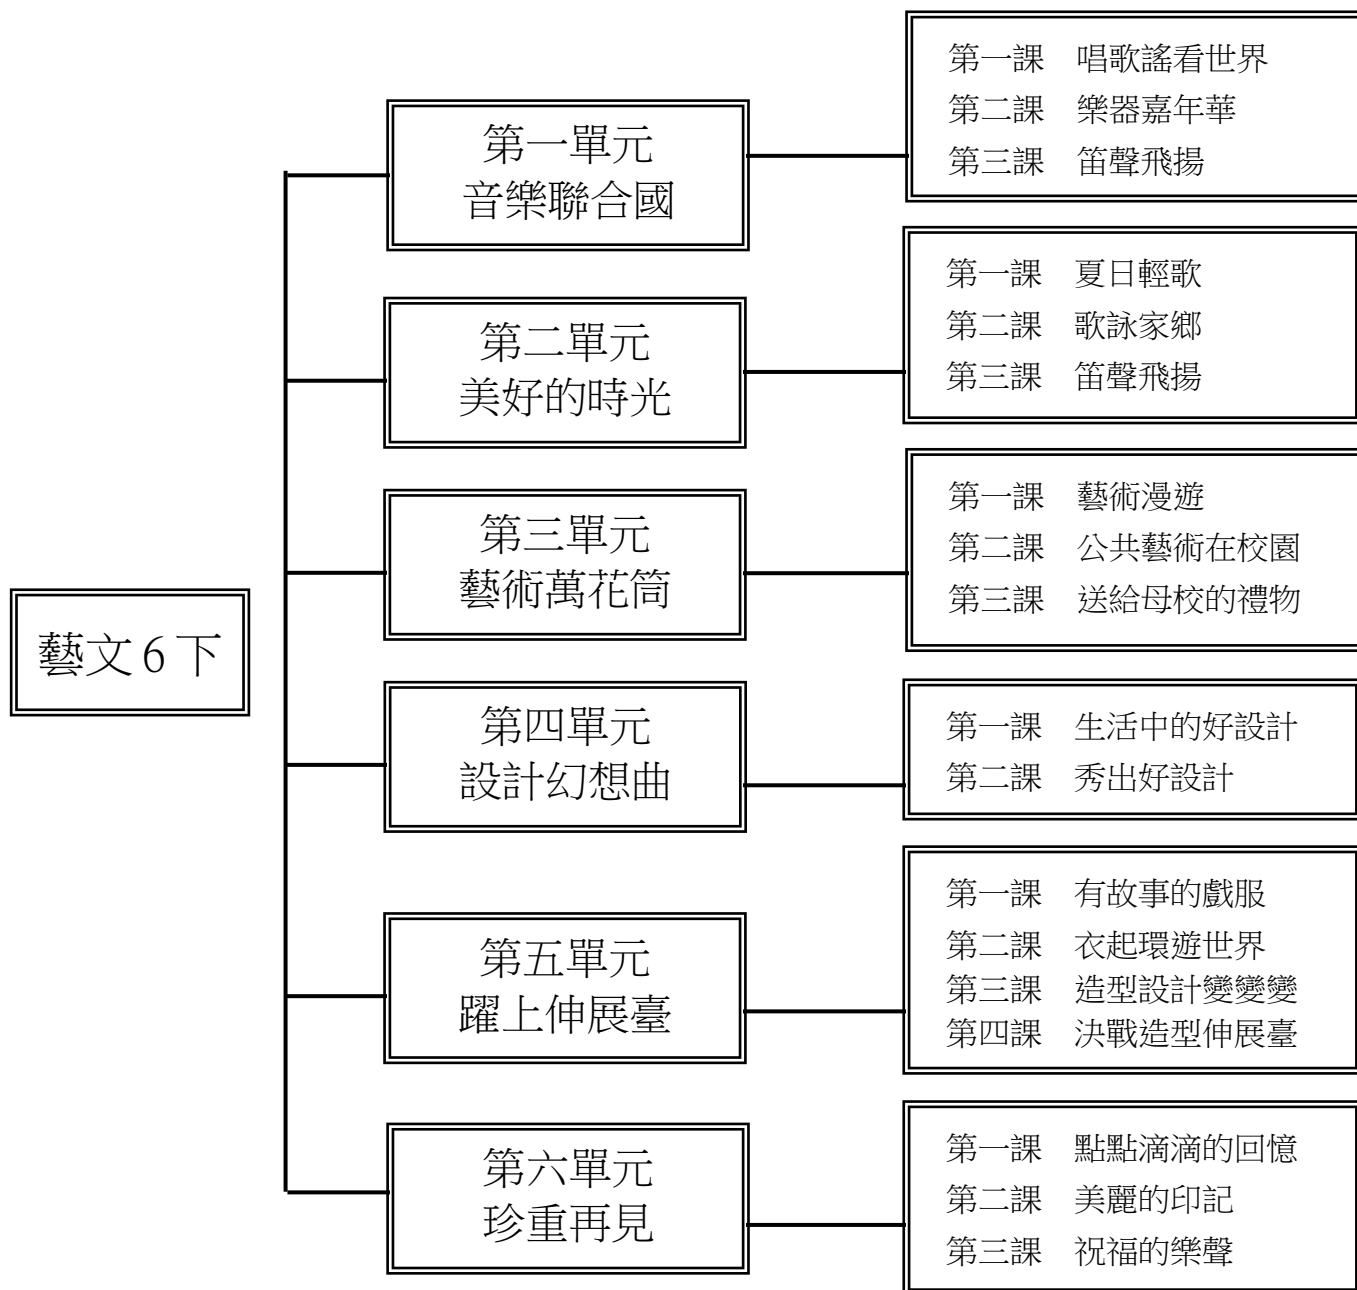 藝文6下
第一單元
音樂聯合國
第一課　唱歌謠看世界
第二課　樂器嘉年華
第三課　笛聲飛揚
第二單元
美好的時光
第一課　夏日輕歌
第二課　歌詠家鄉
第三課　笛聲飛揚
第三單元
藝術萬花筒
第一課　藝術漫遊
第二課　公共藝術在校園
第三課　送給母校的禮物
第四單元
設計幻想曲
第一課　生活中的好設計
第二課　秀出好設計
第五單元
躍上伸展臺
第一課　有故事的戲服
第二課　衣起環遊世界
第三課　造型設計變變變
第四課　決戰造型伸展臺
第六單元
珍重再見
第一課　點點滴滴的回憶
第二課　美麗的印記
第三課　祝福的樂聲